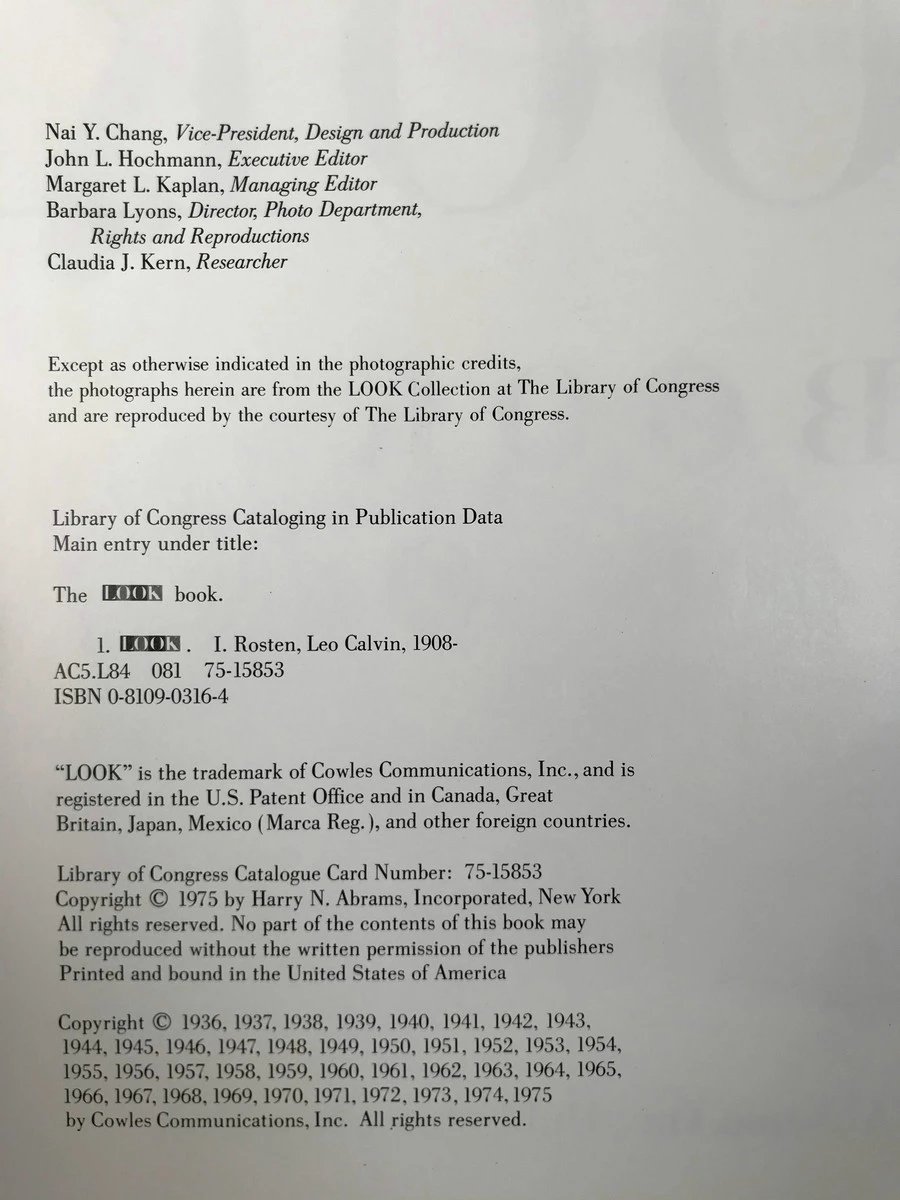 Nai Y. Chang, Vice-President, Design and Production
John L. Hochmann, Executive Editor
Margaret L. Kaplan, Managing Editor
Barbara Lyons, Director, Photo Department,
Rights and Reproductions
Claudia J. Kern, Researcher
Except as otherwise indicated in the photographic credits,
the photographs herein are from the LOOK Collection at The Library of Congress
and are reproduced by the courtesy of The Library of Congress.
Library of Congress Cataloging in Publication Data
Main entry under title:
The LOOK book.
1. LOOK. I. Rosten, Leo Calvin, 1908-
AC5.L84 081 75-15853
ISBN 0-8109-0316-4
“LOOK” is the trademark of Cowles Communications, Inc., and is
registered in the U.S. Patent Office and in Canada, Great
Britain, Japan, Mexico (Marca Reg.), and other foreign countries.
Library of Congress Catalogue Card Number: 75-15853
Copyright © 1975 by Harry N. Abrams, Incorporated, New York
All rights reserved. No part of the contents of this book may
be reproduced without the written permission of the publishers
Printed and bound in the United States of America
Copyright © 1936, 1937, 1938, 1939, 1940, 1941, 1942, 1943,
1944, 1945, 1946, 1947, 1948, 1949, 1950, 1951, 1952, 1953, 1954,
1955, 1956, 1957, 1958, 1959, 1960, 1961, 1962, 1963, 1964, 1965,
1966, 1967, 1968, 1969, 1970, 1971, 1972, 1973, 1974, 1975
by Cowles Communications, Inc. All rights reserved.